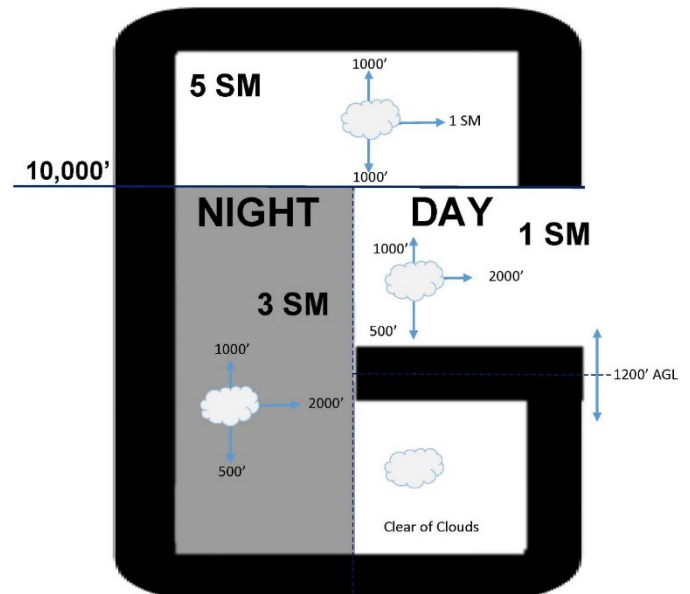 1000’
5 SM
1 SM
1000’
10,000’
NIGHT
DAY
1 SM
1000’
2000’
500’
3 SM
1000’
2000’
500’
1200’ AGL
Clear of Clouds